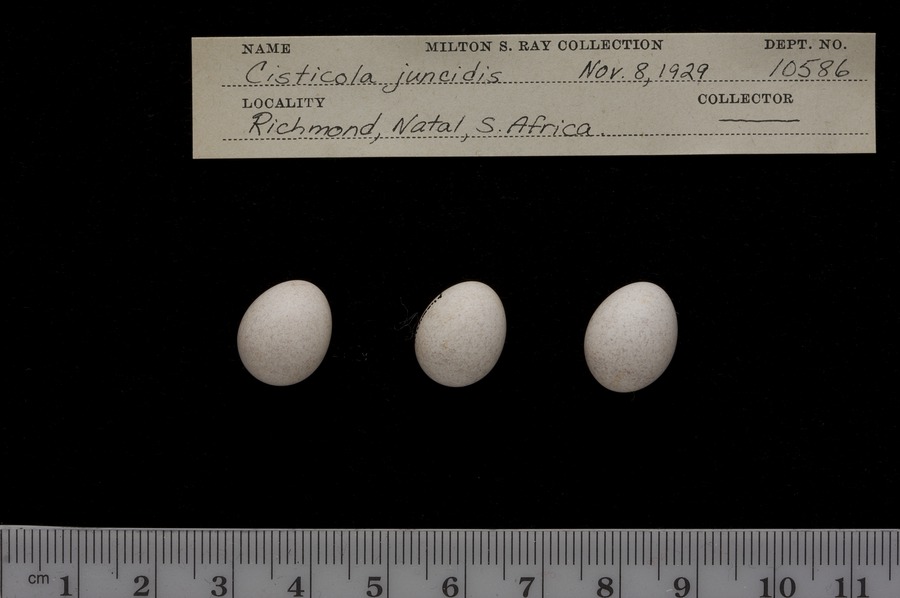 NAME MILTON S. RAY COLLECTION DEPT. NO.
Cisticola juncidis Nov. 8, 1929 10586
LOCALITY COLLECTOR
Richmond, Natal, S. Africa.
cm 1 2 3 4 5 6 7 8 9 10 11